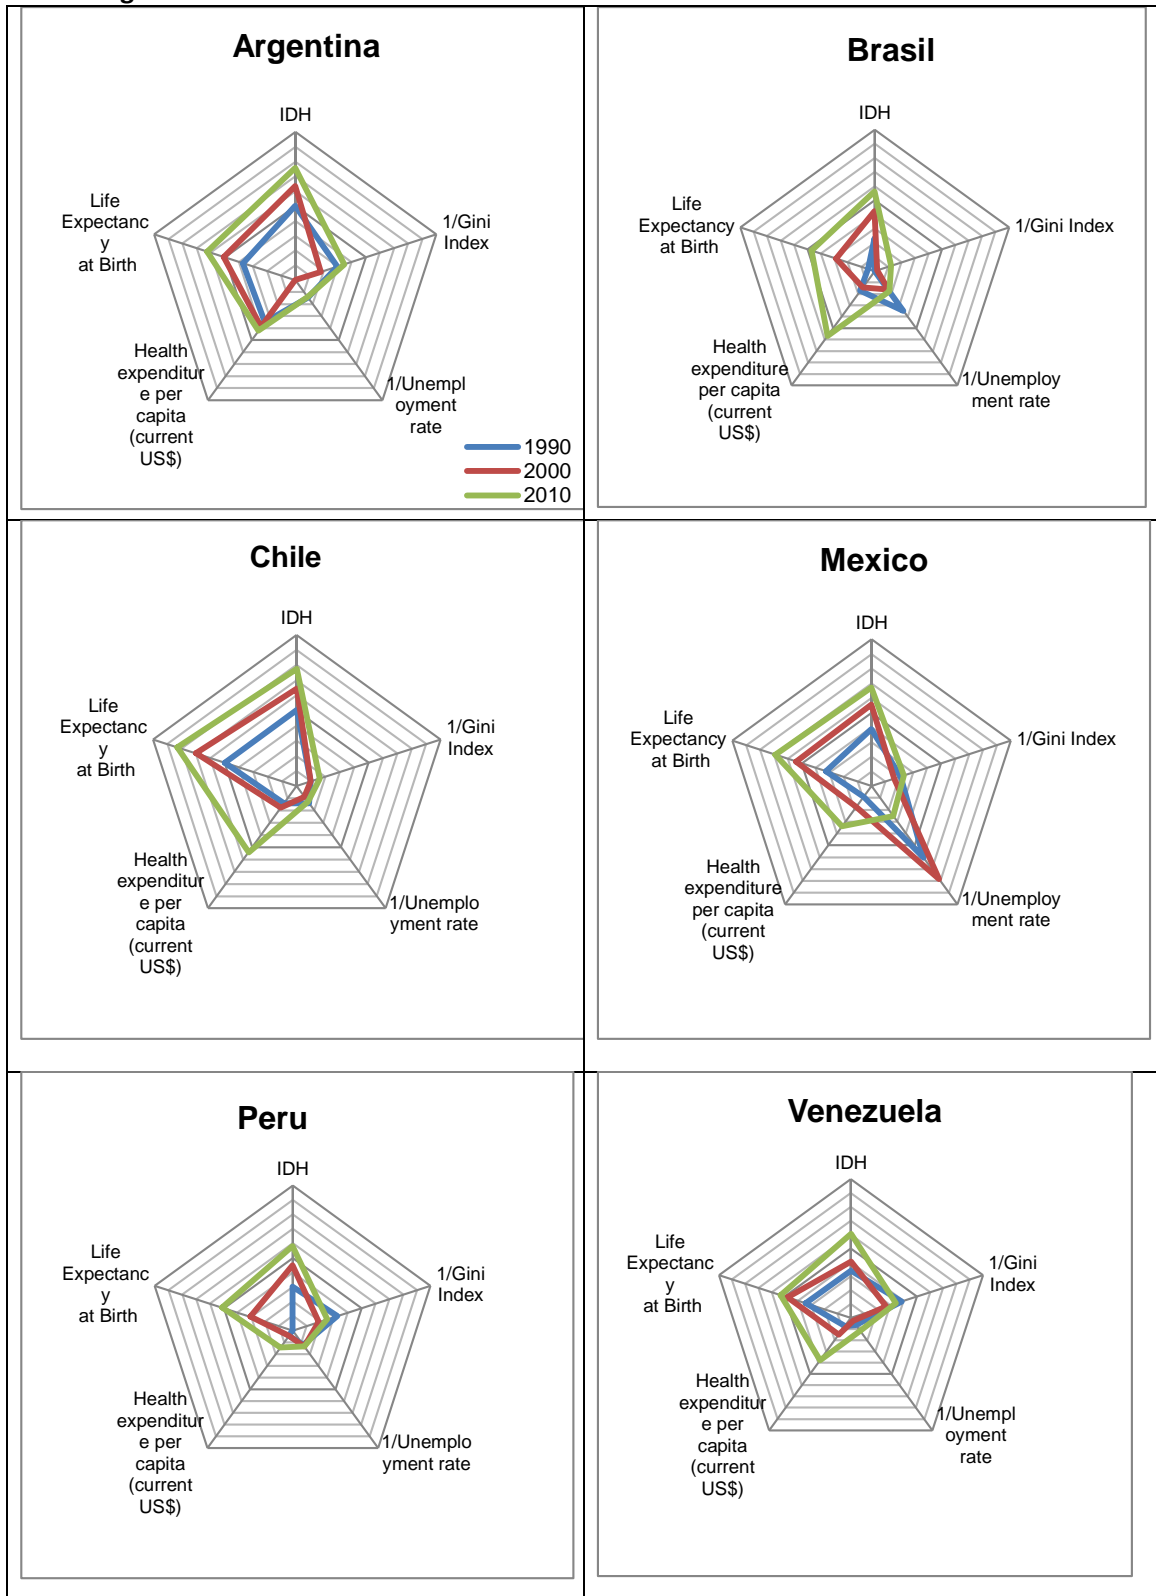 Argentina
IDH
1/Gini
Index
1/Unempl
oyment
rate
Health
expenditur
e per
capita
(current
US$)
Life
Expectanc
y
at Birth
1990
2000
2010
Brasil
IDH
1/Gini Index
1/Unemploy
ment rate
Health
expenditure
per capita
(current
US$)
Life
Expectancy
at Birth
Chile
IDH
1/Gini
Index
1/Unemplo
yment rate
Health
expenditur
e per
capita
(current
US$)
Life
Expectanc
y
at Birth
Mexico
IDH
1/Gini Index
1/Unemploy
ment rate
Health
expenditure
per capita
(current
US$)
Life
Expectancy
at Birth
Peru
IDH
1/Gini
Index
1/Unemplo
yment rate
Health
expenditur
e per
capita
(current
US$)
Life
Expectanc
y
at Birth
Venezuela
IDH
1/Gini
Index
1/Unempl
oyment
rate
Health
expenditur
e per
capita
(current
US$)
Life
Expectanc
y
at Birth